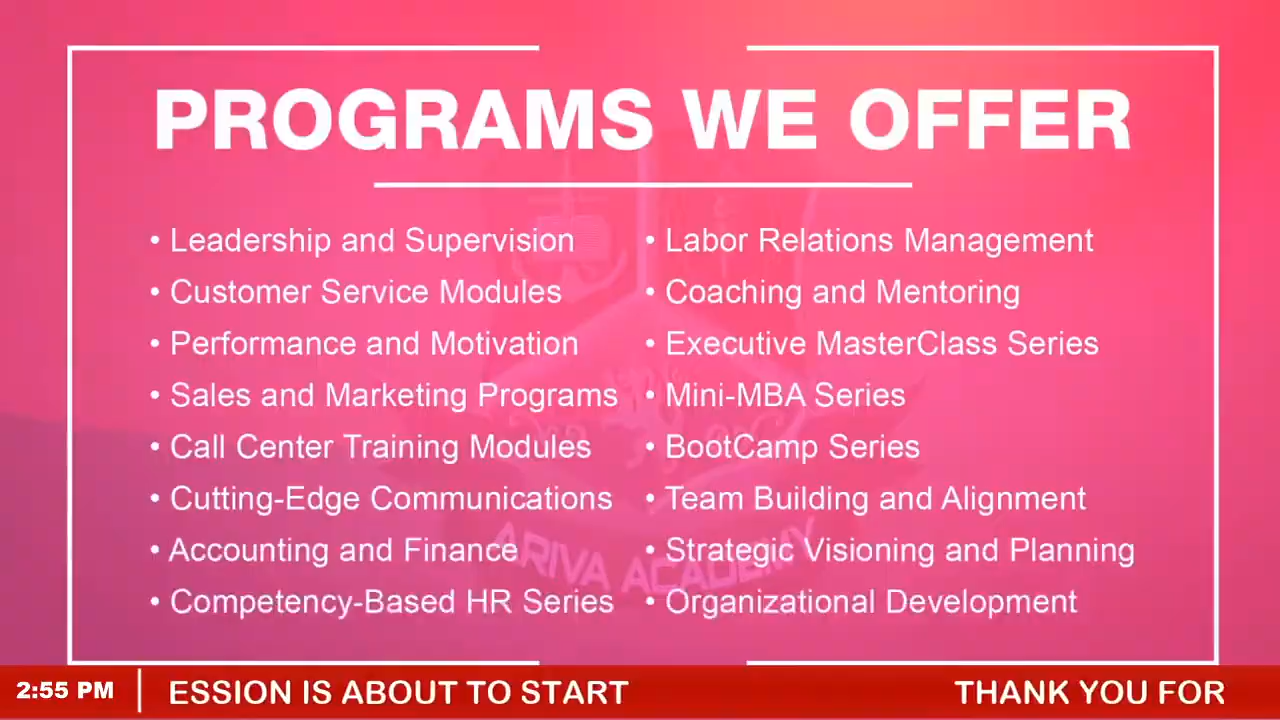 PROGRAMS WE OFFER
• Leadership and Supervision
• Customer Service Modules
• Performance and Motivation
• Sales and Marketing Programs
• Call Center Training Modules
• Cutting-Edge Communications
• Accounting and Finance
• Competency-Based HR Series
• Labor Relations Management
• Coaching and Mentoring
• Executive MasterClass Series
• Mini-MBA Series
• BootCamp Series
• Team Building and Alignment
• Strategic Visioning and Planning
• Organizational Development
ARIVA ACADEMY
2:55 PM
ESSION IS ABOUT TO START
THANK YOU FOR